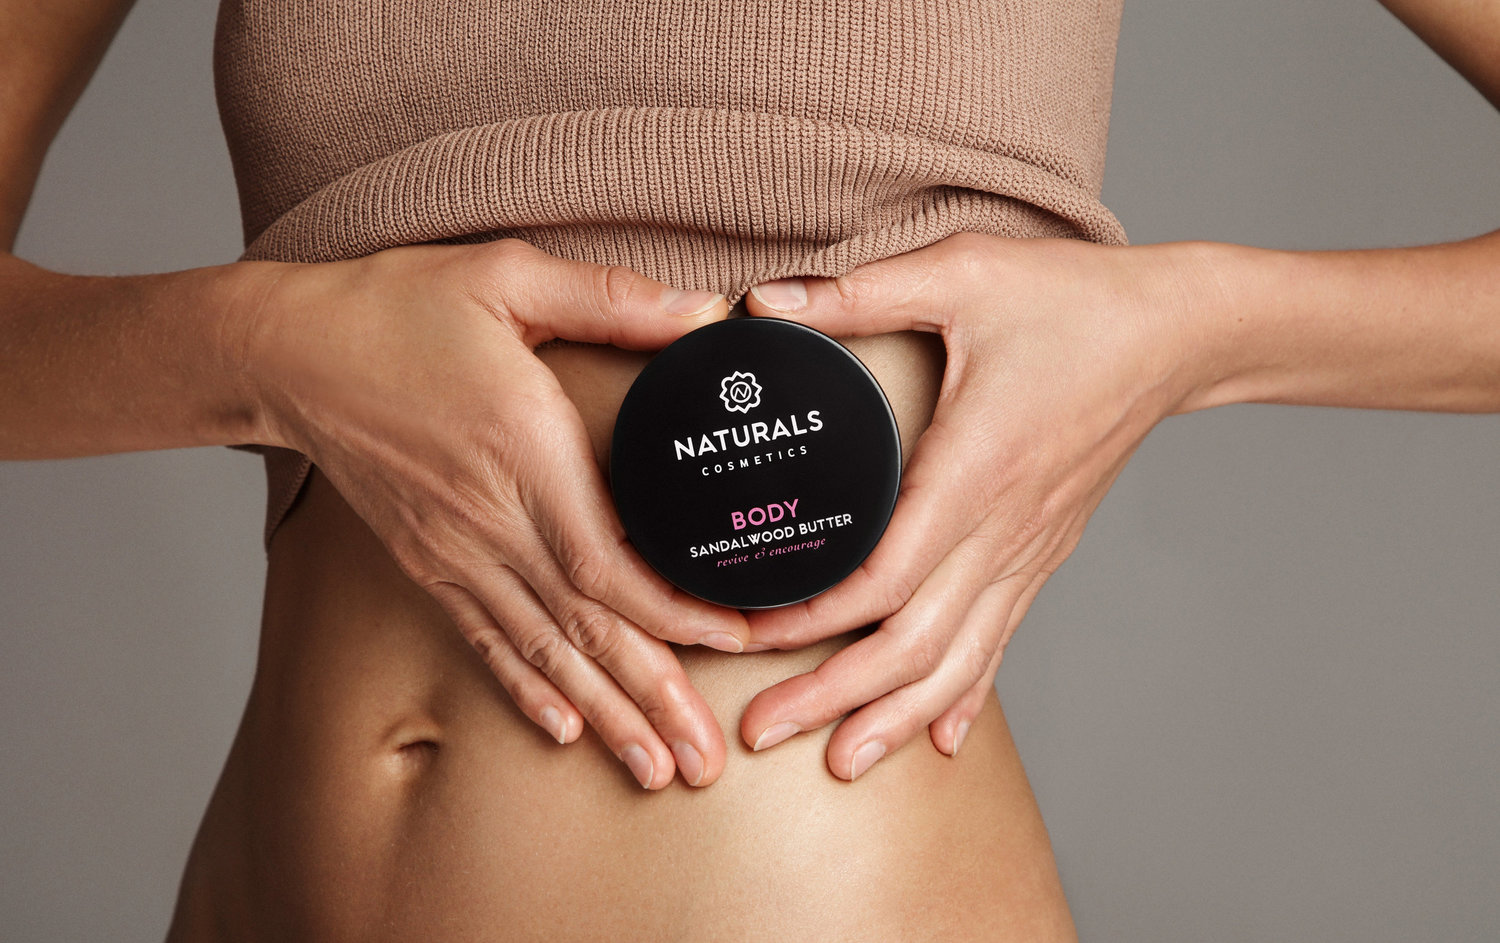 NATURALS
COSMETICS
BODY
SANDALWOOD BUTTER
revive & encourage